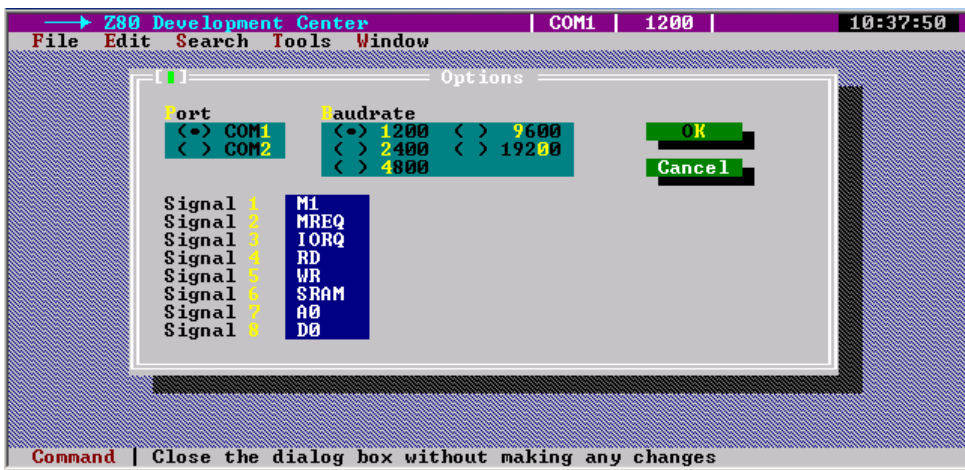 Z80 Development Center | COM1 | 1200 | 10:37:50
File Edit Search Tools Window
Options
Port Baudrate
(•) COM1 (•) 1200 ( ) 9600 OK
( ) COM2 ( ) 2400 ( ) 19200
( ) 4800 Cancel
Signal 1 M1
Signal 2 MREQ
Signal 3 IORQ
Signal 4 RD
Signal 5 WR
Signal 6 SRAM
Signal 7 A0
Signal 8 D0
Command | Close the dialog box without making any changes